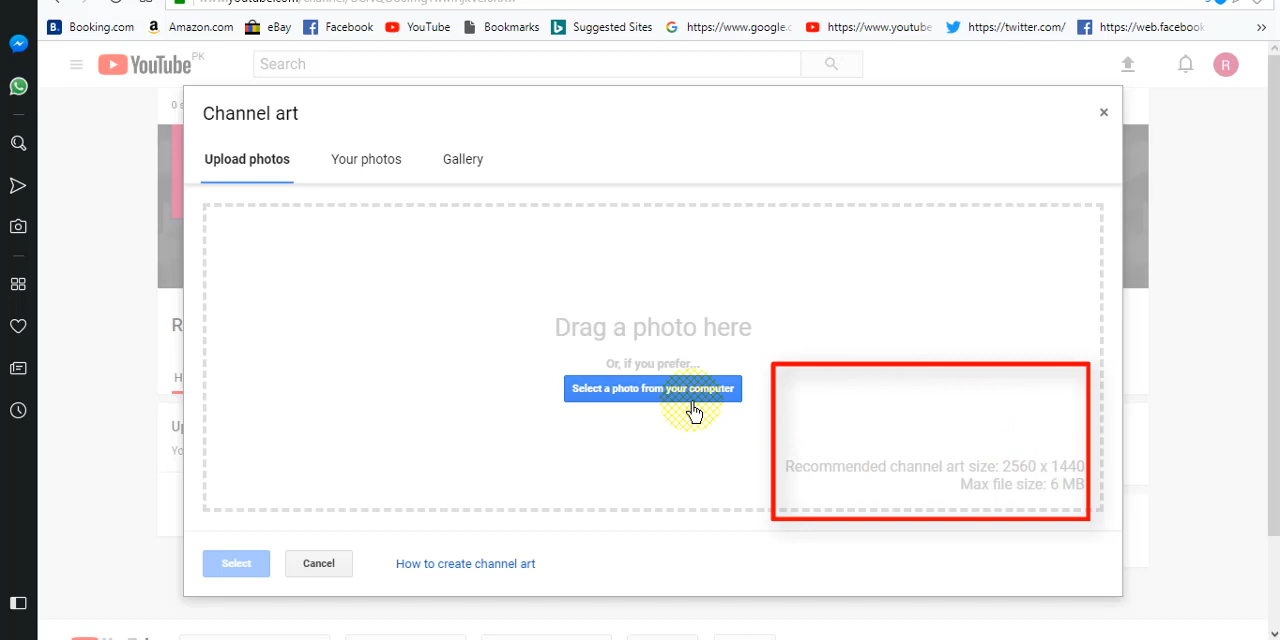 Booking.com Amazon.com eBay Facebook YouTube Bookmarks Suggested Sites https://www.google.c https://www.youtube https://twitter.com/ https://web.facebook
YouTube PK Search R
0 s
Channel art ×
Upload photos Your photos Gallery
Drag a photo here
R
Or, if you prefer...
H
Select a photo from your computer
Up
Yo
Recommended channel art size: 2560 x 1440
Max file size: 6 MB
Select Cancel How to create channel art